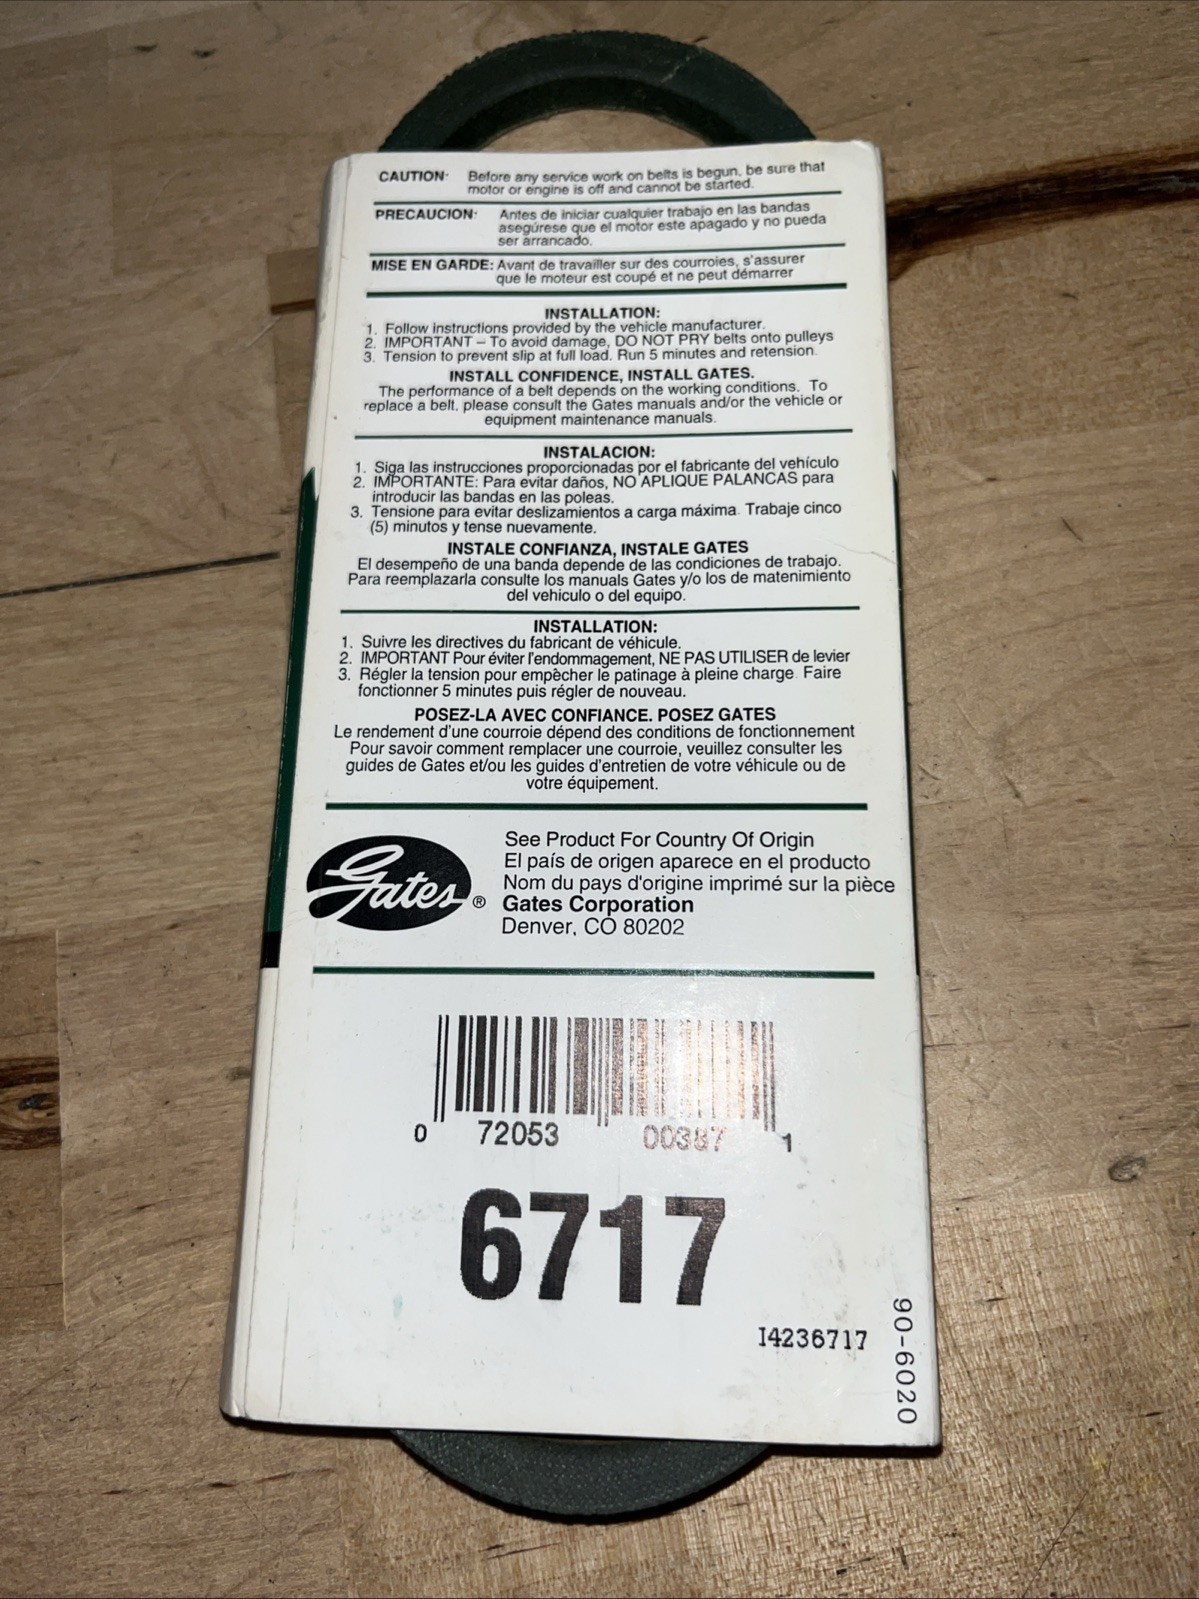 CAUTION: Before any service work on belts is begun, be sure that
motor or engine is off and cannot be started.
PRECAUCION: Antes de iniciar cualquier trabajo en las bandas
asegúrese que el motor este apagado y no pueda
ser arrancado.
MISE EN GARDE: Avant de travailler sur des courroies, s'assurer
que le moteur est coupé et ne peut démarrer
INSTALLATION:
1. Follow instructions provided by the vehicle manufacturer.
2. IMPORTANT – To avoid damage, DO NOT PRY belts onto pulleys
3. Tension to prevent slip at full load. Run 5 minutes and retension.
INSTALL CONFIDENCE, INSTALL GATES.
The performance of a belt depends on the working conditions. To
replace a belt, please consult the Gates manuals and/or the vehicle or
equipment maintenance manuals.
INSTALACION:
1. Siga las instrucciones proporcionadas por el fabricante del vehículo
2. IMPORTANTE: Para evitar daños, NO APLIQUE PALANCAS para
introducir las bandas en las poleas.
3. Tensione para evitar deslizamientos a carga máxima. Trabaje cinco
(5) minutos y tense nuevamente.
INSTALE CONFIANZA, INSTALE GATES
El desempeño de una banda depende de las condiciones de trabajo.
Para reemplazarla consulte los manuals Gates y/o los de matenimiento
del vehiculo o del equipo.
INSTALLATION:
1. Suivre les directives du fabricant de véhicule.
2. IMPORTANT Pour éviter l'endommagement, NE PAS UTILISER de levier
3. Régler la tension pour empêcher le patinage à pleine charge. Faire
fonctionner 5 minutes puis régler de nouveau.
POSEZ-LA AVEC CONFIANCE. POSEZ GATES
Le rendement d'une courroie dépend des conditions de fonctionnement
Pour savoir comment remplacer une courroie, veuillez consulter les
guides de Gates et/ou les guides d'entretien de votre véhicule ou de
votre équipement.
Gates®
See Product For Country Of Origin
El país de origen aparece en el producto
Nom du pays d'origine imprimé sur la pièce
Gates Corporation
Denver, CO 80202
0 72053 00387 1
6717
I4236717
90-6020